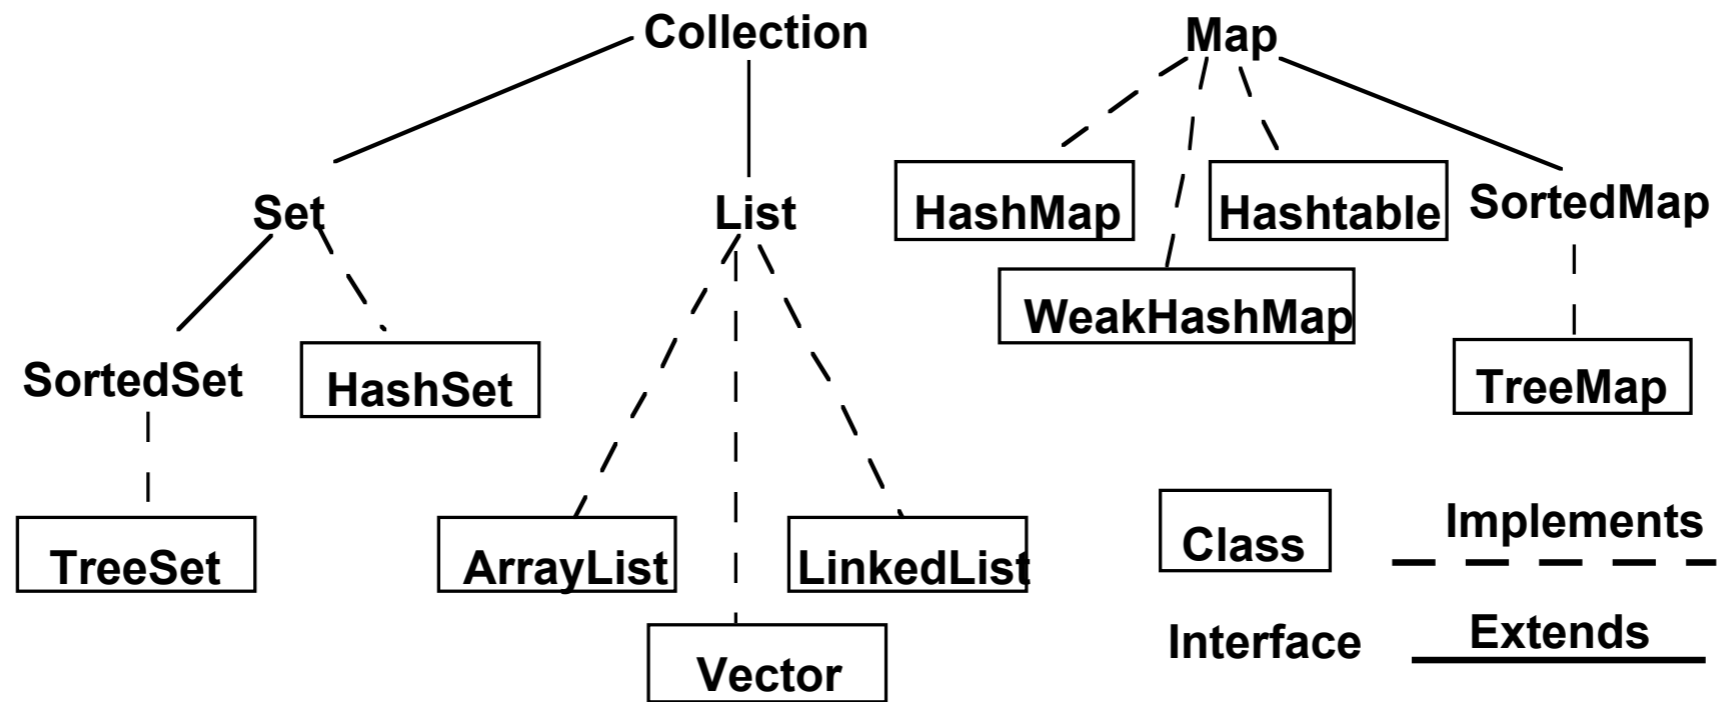 Collection
Map
Set
List
HashMap
Hashtable
SortedMap
WeakHashMap
SortedSet
HashSet
TreeMap
TreeSet
ArrayList
LinkedList
Vector
Class
Implements
Interface
Extends